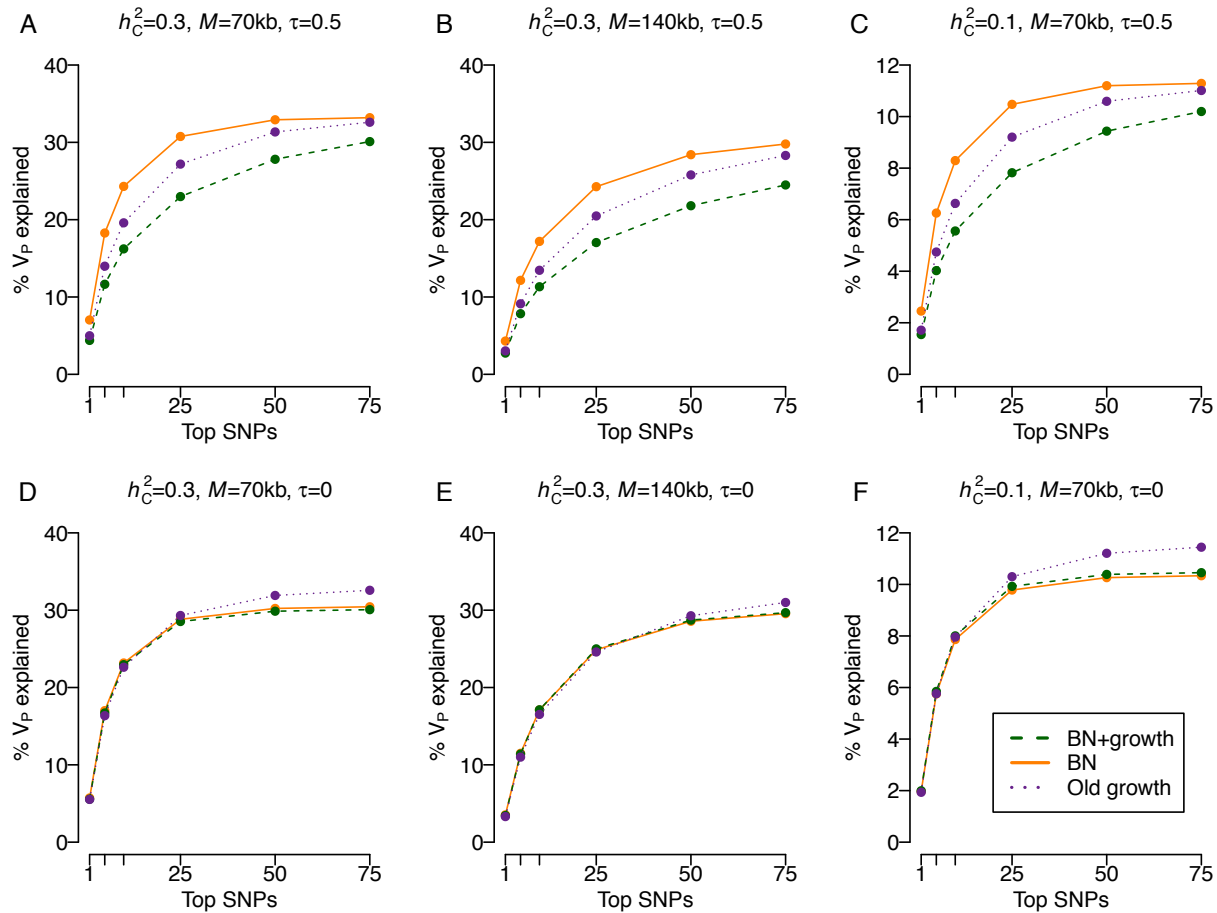 A
h²C=0.3, M=70kb, τ=0.5
% VP explained
40
30
20
10
0
1 25 50 75
Top SNPs
B
h²C=0.3, M=140kb, τ=0.5
% VP explained
40
30
20
10
0
1 25 50 75
Top SNPs
C
h²C=0.1, M=70kb, τ=0.5
% VP explained
12
10
8
6
4
2
0
1 25 50 75
Top SNPs
D
h²C=0.3, M=70kb, τ=0
% VP explained
40
30
20
10
0
1 25 50 75
Top SNPs
E
h²C=0.3, M=140kb, τ=0
% VP explained
40
30
20
10
0
1 25 50 75
Top SNPs
F
h²C=0.1, M=70kb, τ=0
% VP explained
12
10
8
6
4
2
0
1 25 50 75
Top SNPs
BN+growth
BN
Old growth